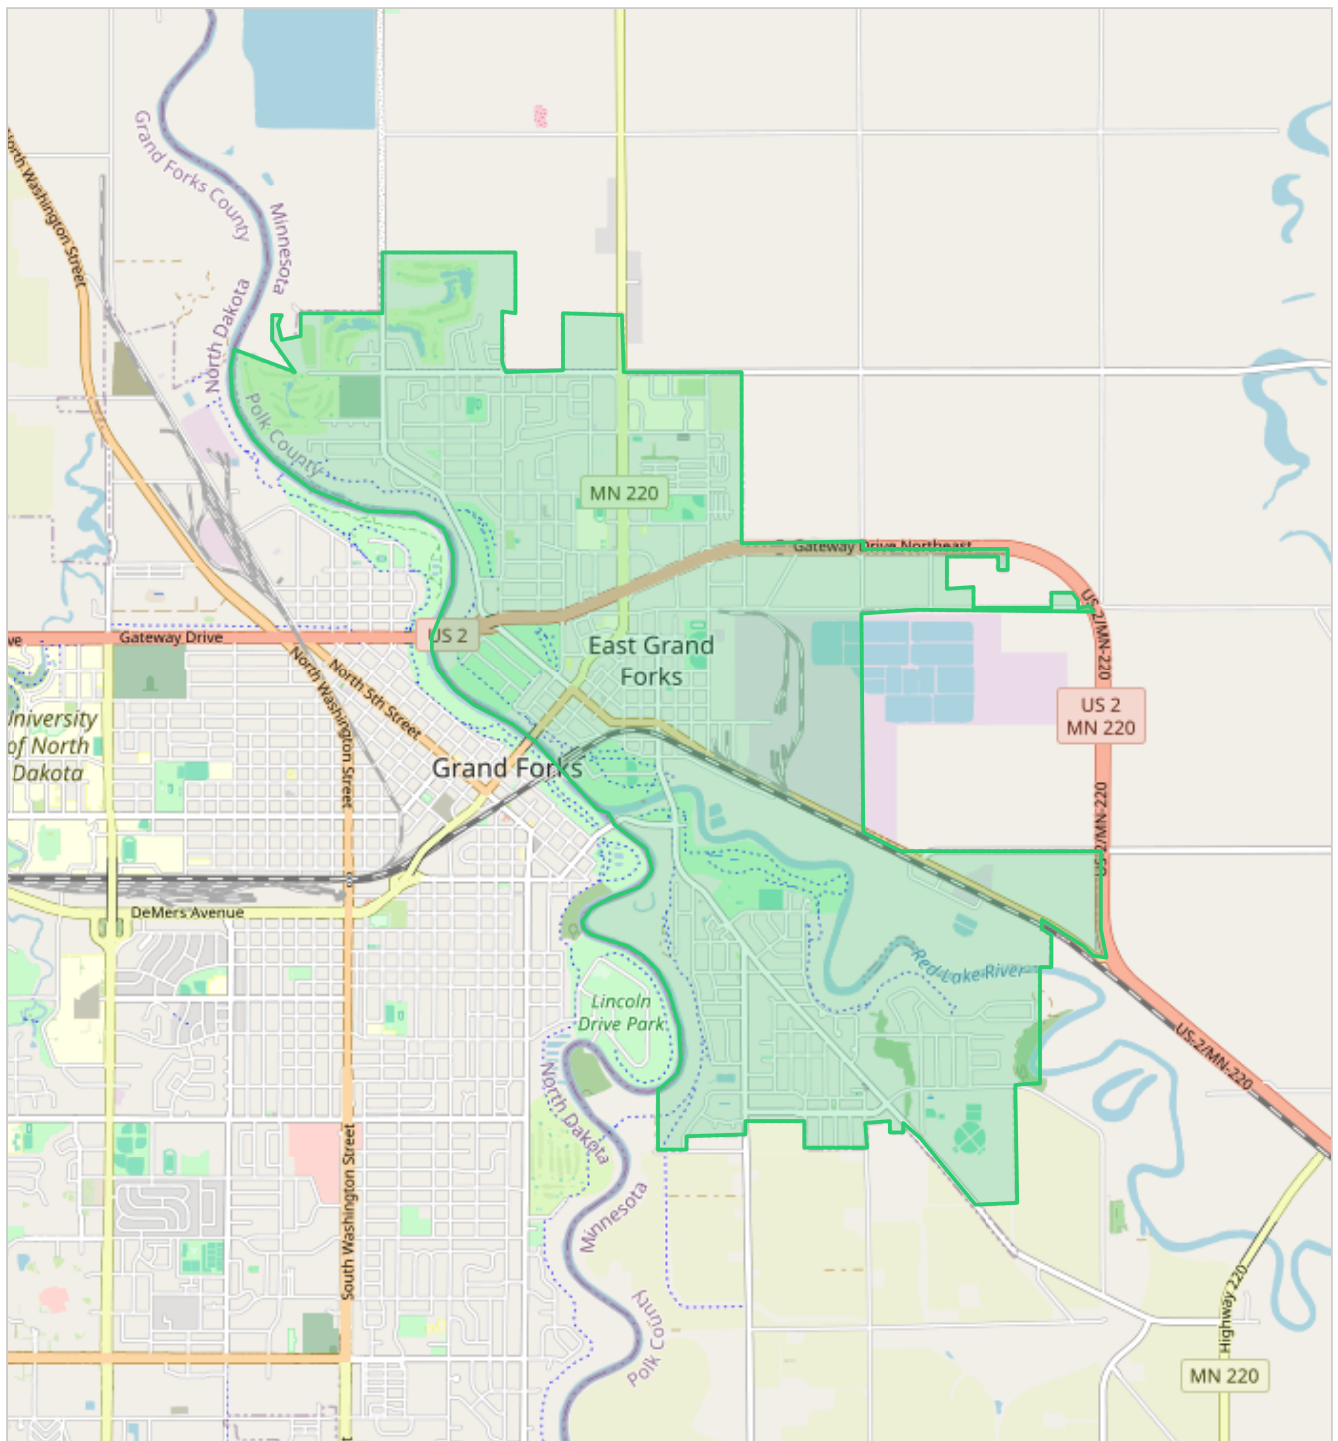 Grand Forks County
Minnesota
North Washington Street
North Dakota
Polk County
MN 220
Gateway Drive Northeast
US 2/MN-220
US 2
Gateway Drive
East Grand
Forks
North Washington Street
North 5th Street
US 2
MN 220
University
of North
Dakota
North Washington Street
Grand Forks
US-2/MN-220
DeMers Avenue
Red Lake River
Lincoln
Drive Park
US-2/MN-220
North Dakota
Minnesota
South Washington Street
Polk County
Highway 220
MN 220